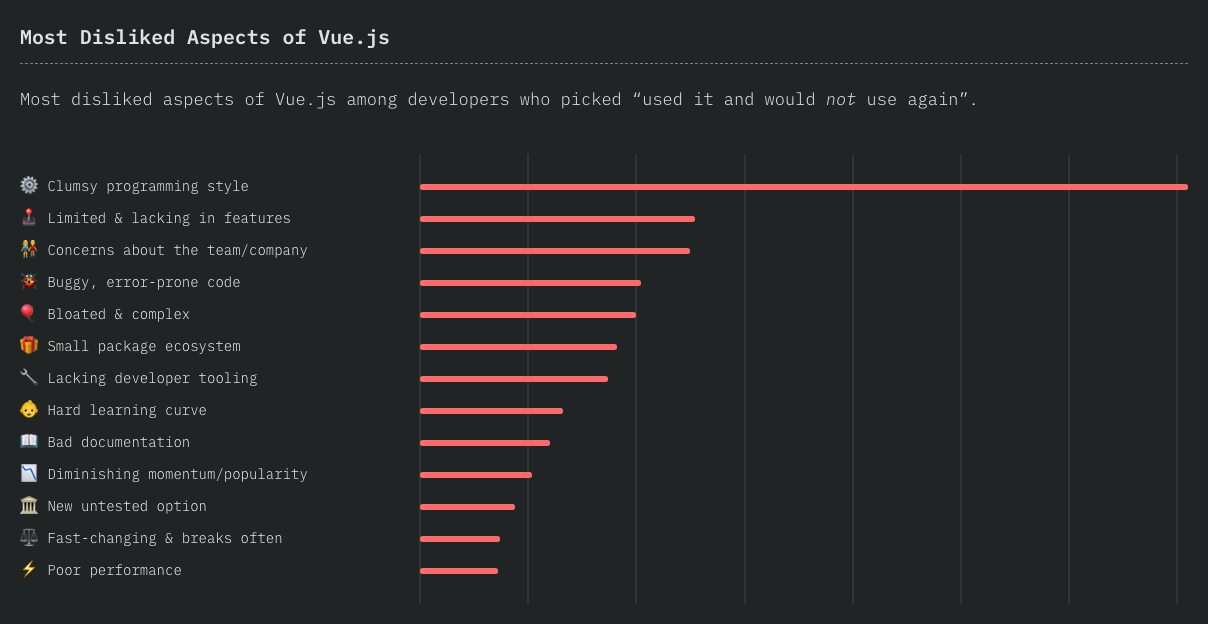 Most Disliked Aspects of Vue.js
Most disliked aspects of Vue.js among developers who picked “used it and would not use again”.
Clumsy programming style
Limited & lacking in features
Concerns about the team/company
Buggy, error-prone code
Bloated & complex
Small package ecosystem
Lacking developer tooling
Hard learning curve
Bad documentation
Diminishing momentum/popularity
New untested option
Fast-changing & breaks often
Poor performance